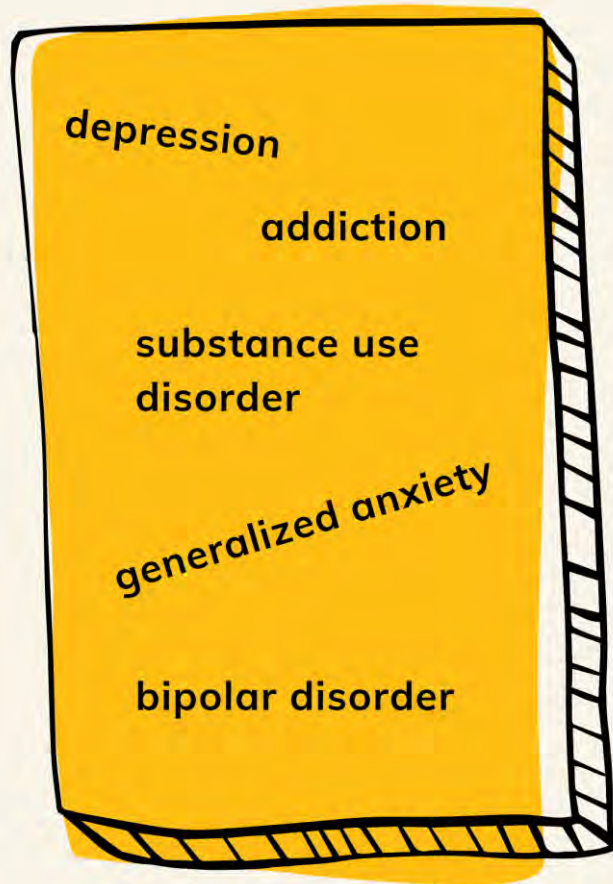 depression
addiction
substance use
disorder
generalized anxiety
bipolar disorder